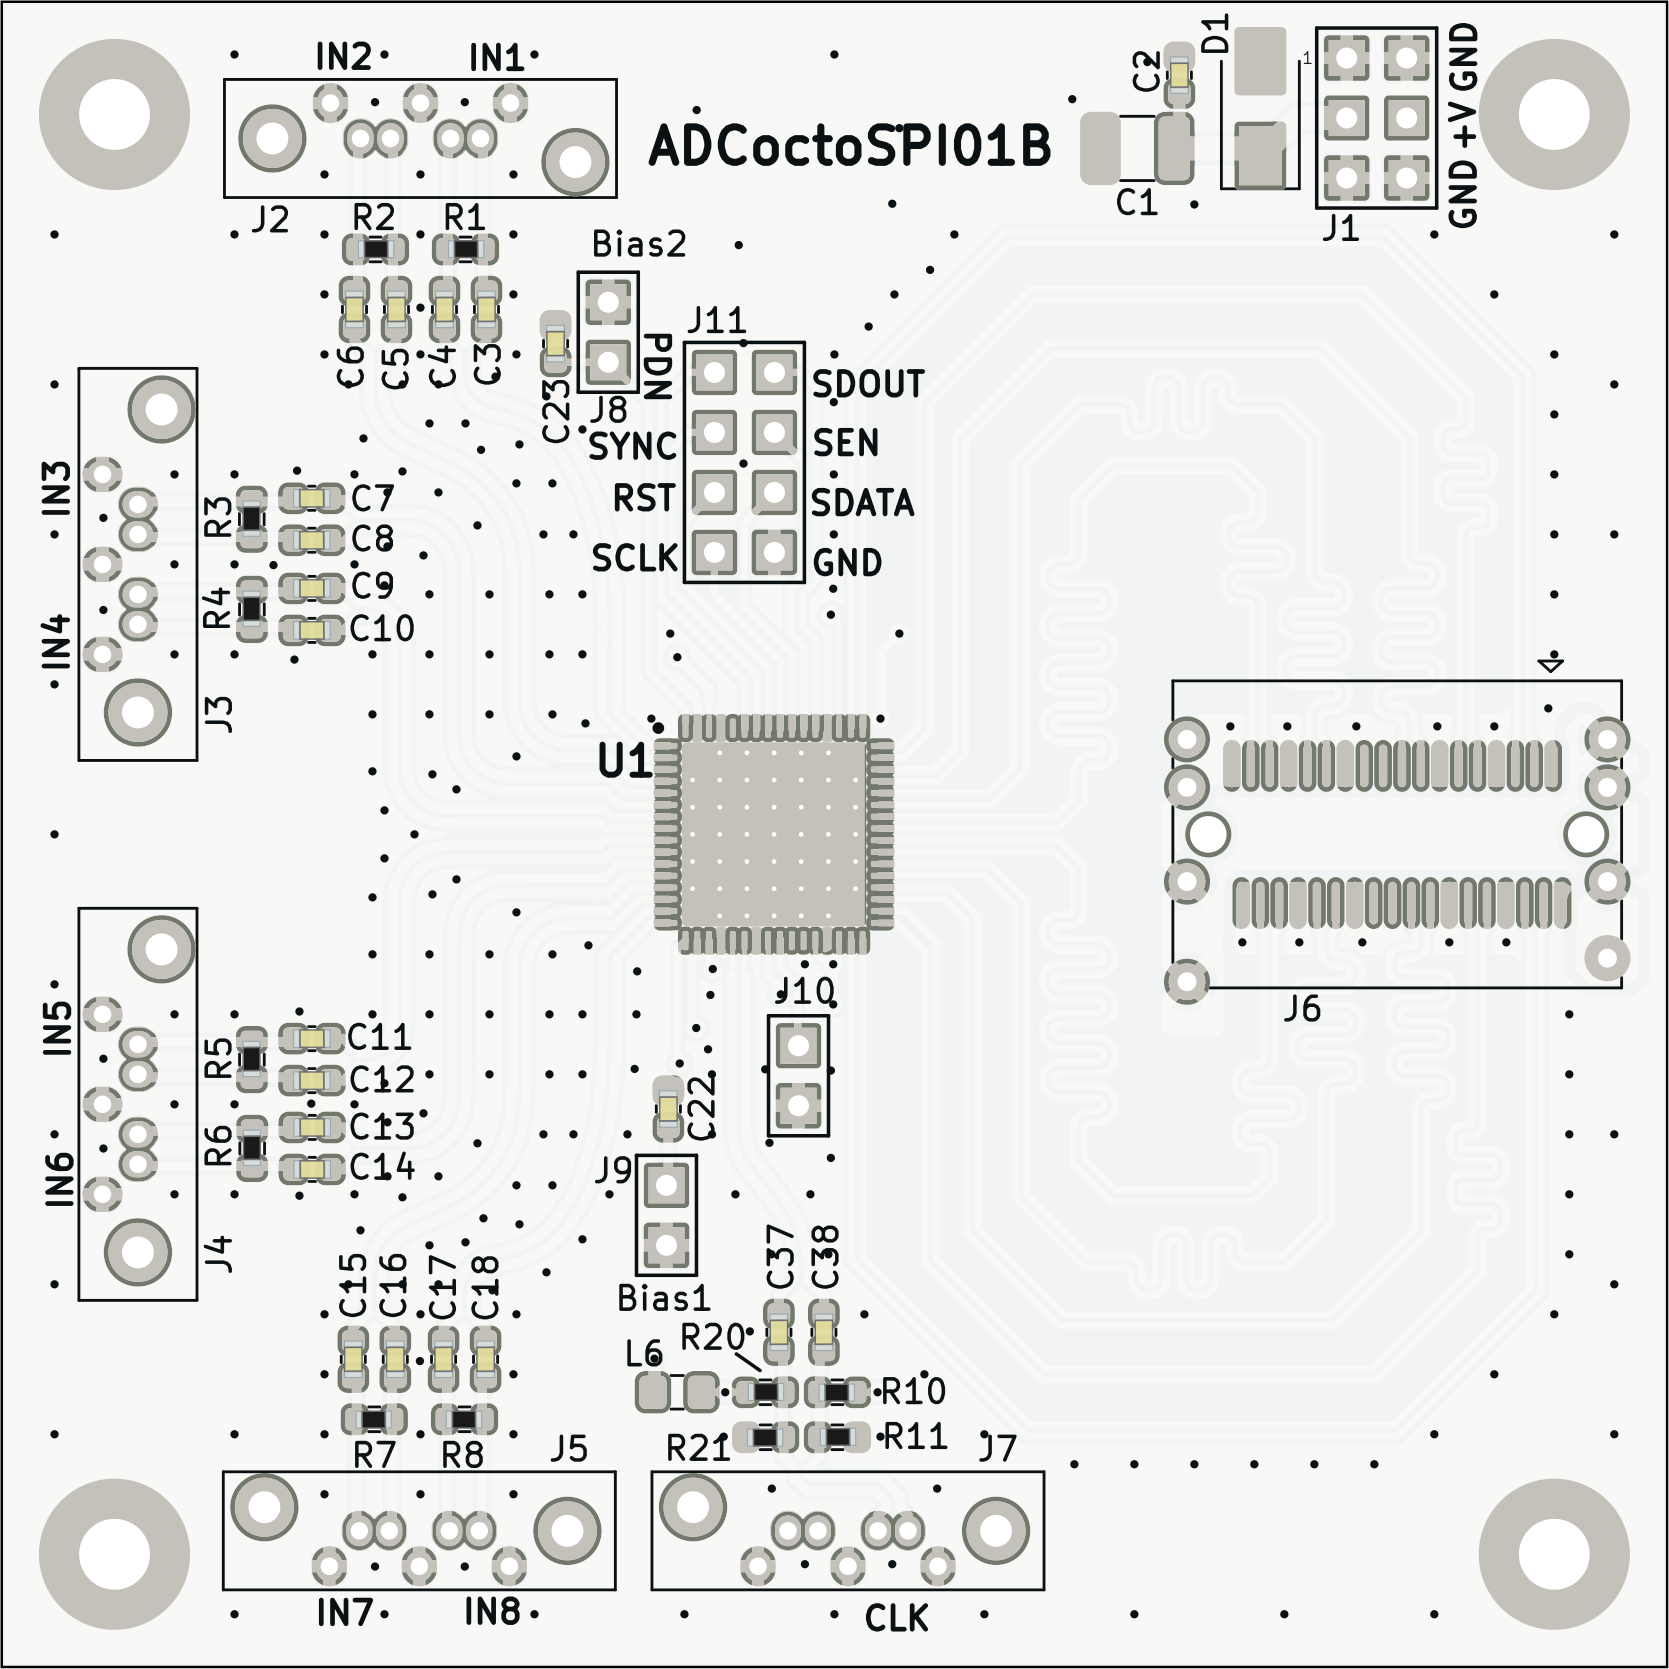 IN2
IN1
C2
D1
1
GND
+V
GND
ADCoctoSPI01B
C1
J1
J2
R2
R1
Bias2
J11
C6
C5
C4
C3
C23
J8
PDN
SDOUT
SYNC
SEN
RST
SDATA
SCLK
GND
IN3
R3
C7
C8
IN4
R4
C9
C10
J3
U1
J6
J10
IN5
R5
C11
C12
C22
IN6
R6
C13
C14
J9
J4
C15
C16
C17
C18
Bias1
C37
C38
R20
L6
R10
R7
R8
J5
R21
R11
J7
IN7
IN8
CLK